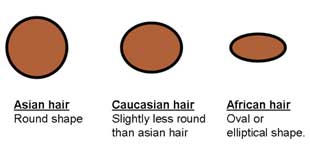 Asian hair
Round shape
Caucasian hair
Slightly less round
than asian hair
African hair
Oval or
elliptical shape.